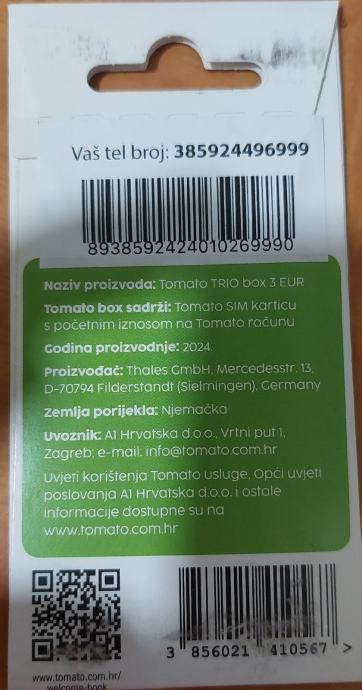 Vaš tel broj: 385924496999
8938592424010269990
Naziv proizvoda: Tomato TRIO box 3 EUR
Tomato box sadrži: Tomato SIM karticu
s početnim iznosom na Tomato računu
Godina proizvodnje: 2024.
Proizvođač: Thales GmbH, Mercedesstr. 13,
D-70794 Filderstandt (Sielmingen), Germany
Zemlja porijekla: Njemačka
Uvoznik: A1 Hrvatska d.o.o., Vrtni put 1,
Zagreb; e-mail: info@tomato.com.hr
Uvjeti korištenja Tomato usluge, Opći uvjeti
poslovanja A1 Hrvatska d.o.o. i ostale
informacije dostupne su na
www.tomato.com.hr
www.tomato.com.hr/
welcome-book
3 856021 410567 >